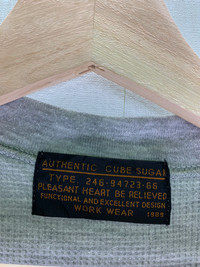 AUTHENTIC CUBE SUGAR
TYPE 246-94723-66
PLEASANT HEART BE RELIEVED
FUNCTIONAL AND EXCELLENT DESIGN
WORK WEAR 1989